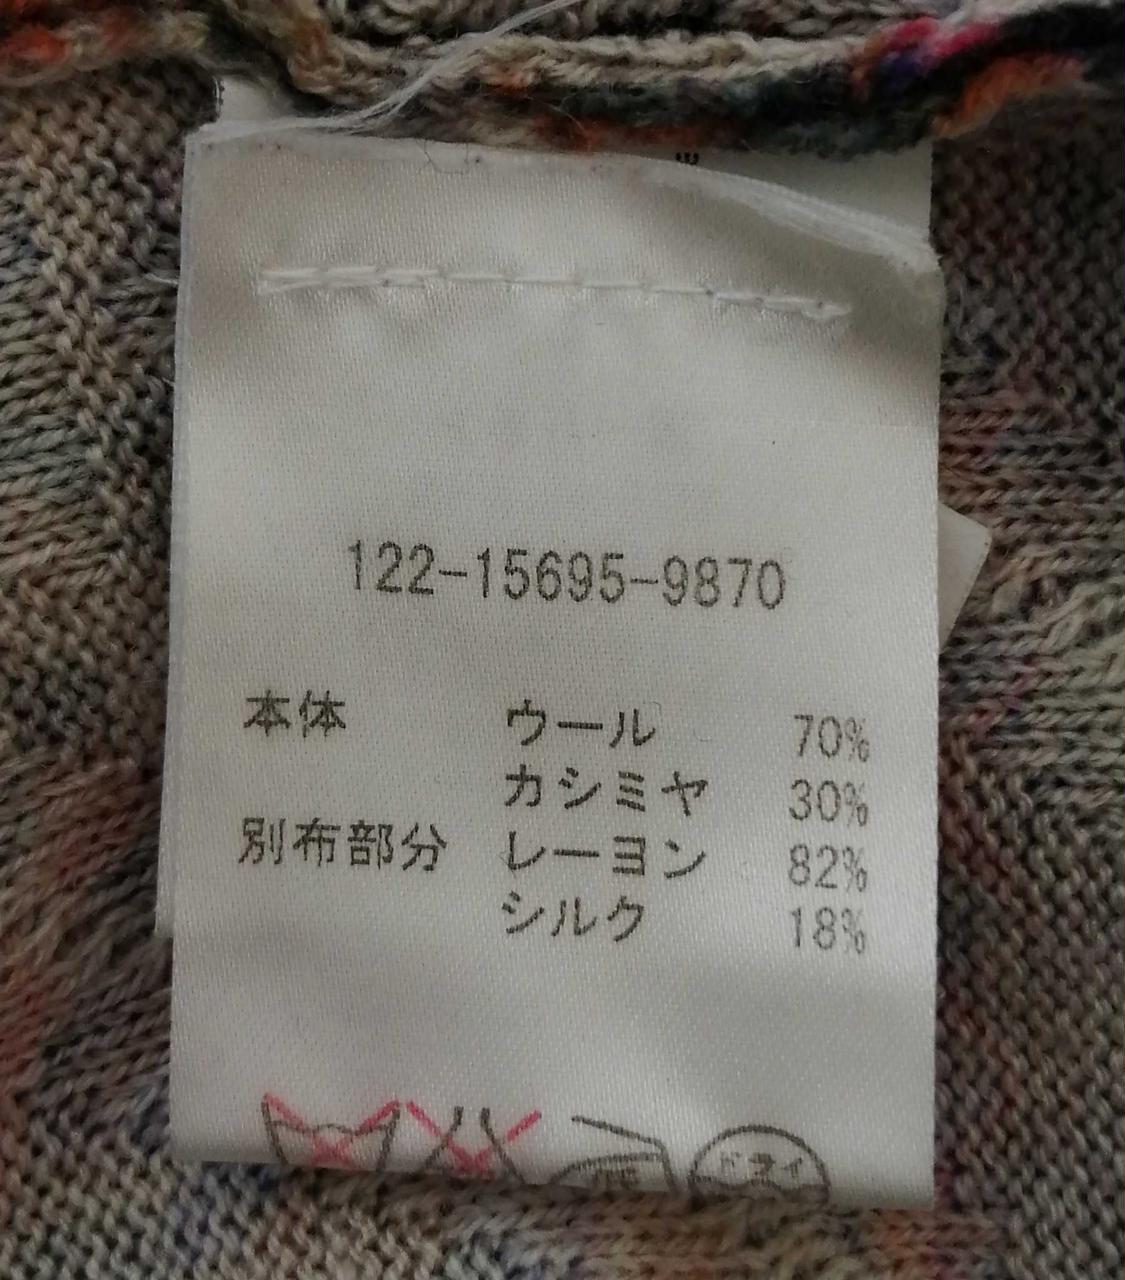 122-15695-9870
本体 ウール 70%
カシミヤ 30%
別布部分 レーヨン 82%
シルク 18%
ドライ